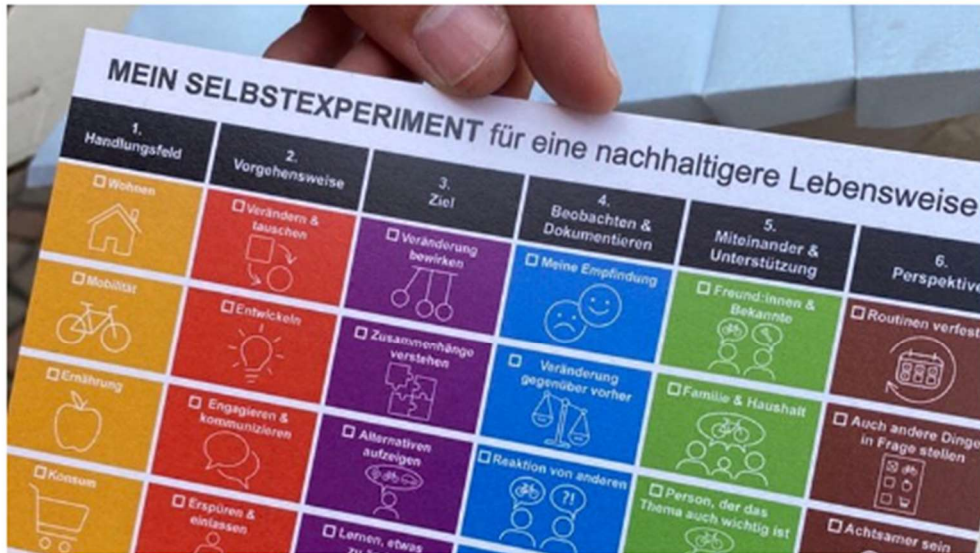 MEIN SELBSTEXPERIMENT für eine nachhaltigere Lebensweise
1.
Handlungsfeld
Wohnen
Mobilität
Ernährung
Konsum
2.
Vorgehensweise
Verändern &
tauschen
Entwickeln
Engagieren &
kommunizieren
Erspüren &
einlassen
3.
Ziel
Veränderung
bewirken
Zusammenhänge
verstehen
Alternativen
aufzeigen
Lernen, etwas
4.
Beobachten &
Dokumentieren
Meine Empfindung
Veränderung
gegenüber vorher
Reaktion von anderen
?!
5.
Miteinander &
Unterstützung
Freund:innen &
Bekannte
Familie & Haushalt
Person, der das
Thema auch wichtig ist
6.
Perspektive
Routinen verfest
Auch andere Dinge
in Frage stellen
Achtsamer sein